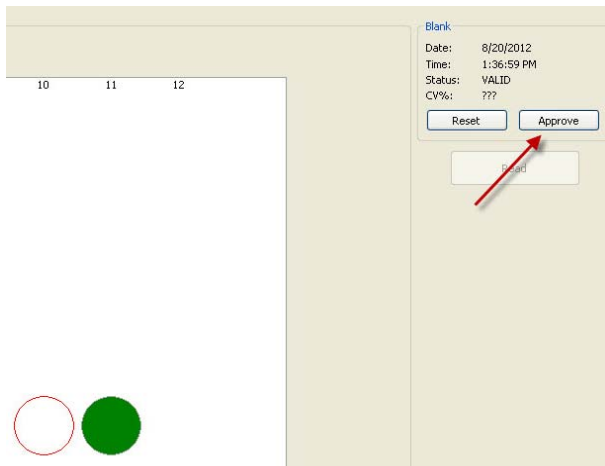 Blank
Date: 8/20/2012
Time: 1:36:59 PM
Status: VALID
CV%: ???
Reset Approve
Read
10 11 12